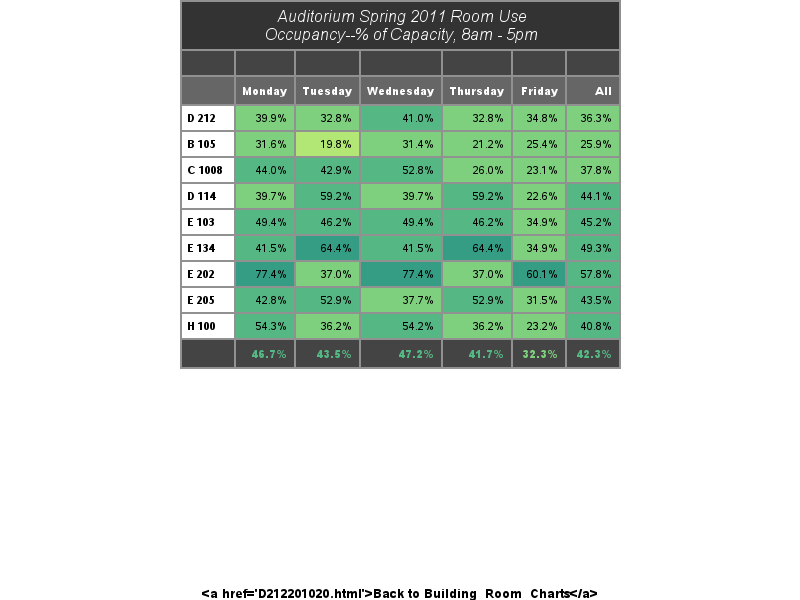 Auditorium Spring 2011 Room Use
Occupancy--% of Capacity, 8am - 5pm
Monday Tuesday Wednesday Thursday Friday All
D 212 39.9% 32.8% 41.0% 32.8% 34.8% 36.3%
B 105 31.6% 19.8% 31.4% 21.2% 25.4% 25.9%
C 1008 44.0% 42.9% 52.8% 26.0% 23.1% 37.8%
D 114 39.7% 59.2% 39.7% 59.2% 22.6% 44.1%
E 103 49.4% 46.2% 49.4% 46.2% 34.9% 45.2%
E 134 41.5% 64.4% 41.5% 64.4% 34.9% 49.3%
E 202 77.4% 37.0% 77.4% 37.0% 60.1% 57.8%
E 205 42.8% 52.9% 37.7% 52.9% 31.5% 43.5%
H 100 54.3% 36.2% 54.2% 36.2% 23.2% 40.8%
46.7% 43.5% 47.2% 41.7% 32.3% 42.3%
<a href='D212201020.html'>Back to Building Room Charts</a>